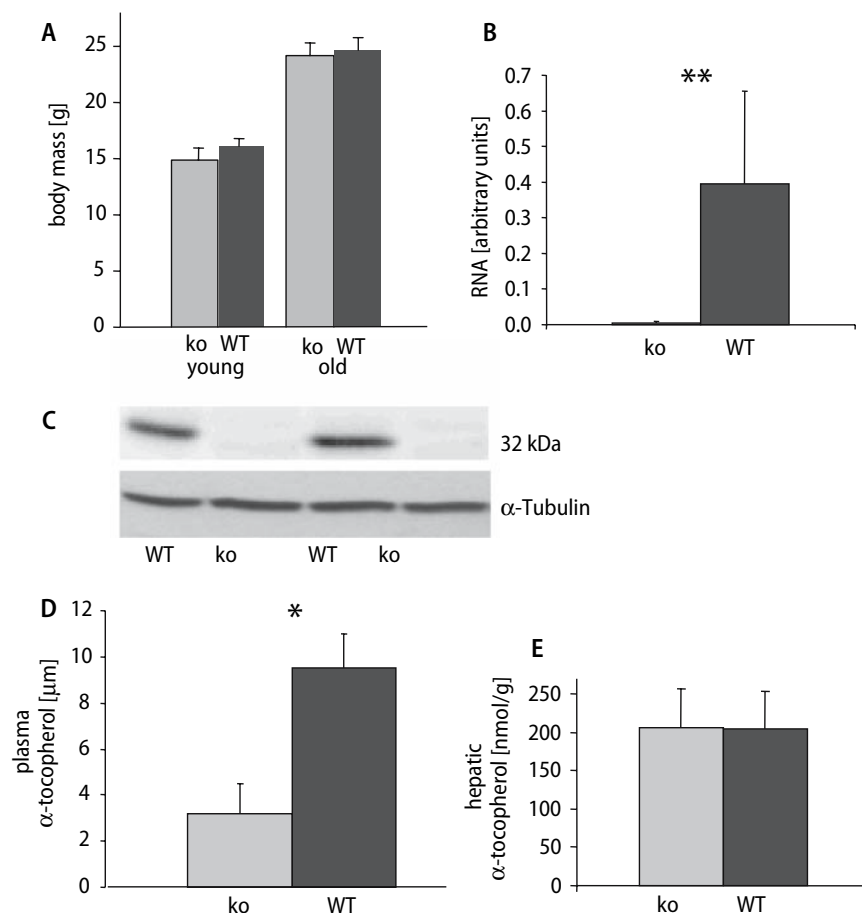 A
body mass [g]
25
20
15
10
5
0
ko WT ko WT
young old
B
RNA [arbitrary units]
**
0.7
0.6
0.5
0.4
0.3
0.2
0.1
0.0
ko WT
C
32 kDa
α-Tubulin
WT ko WT ko
D
plasma
α-tocopherol [μm]
*
12
10
8
6
4
2
0
ko WT
E
hepatic
α-tocopherol [nmol/g]
250
200
150
100
50
0
ko WT